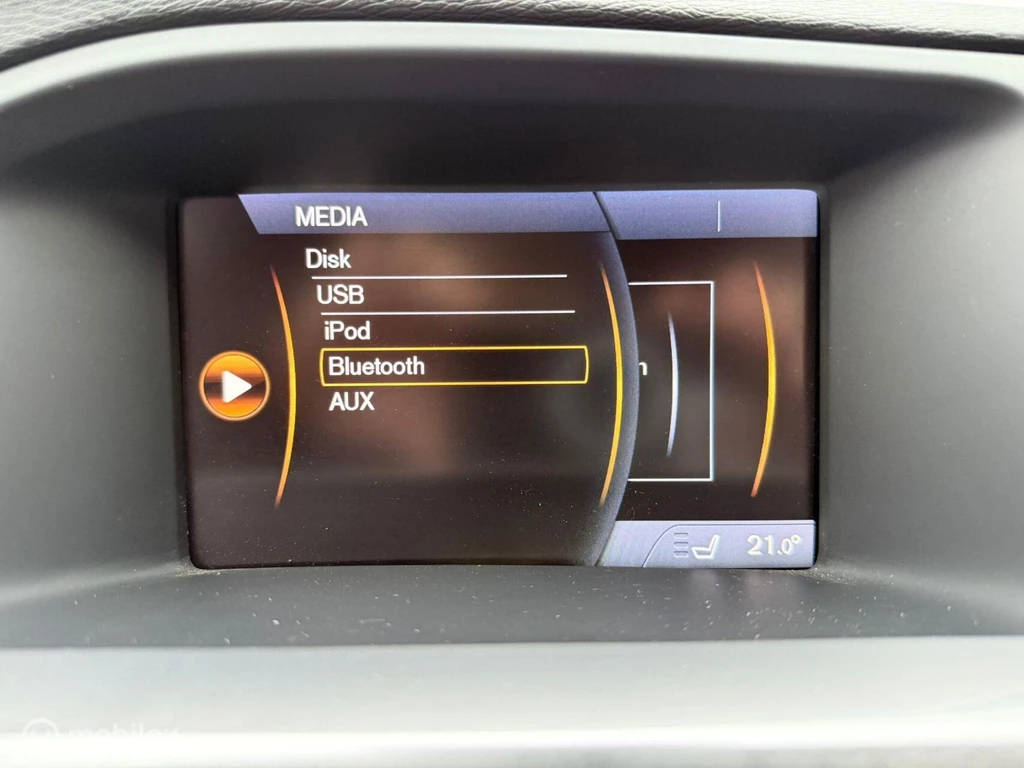 MEDIA
Disk
USB
iPod
Bluetooth
AUX
21.0°